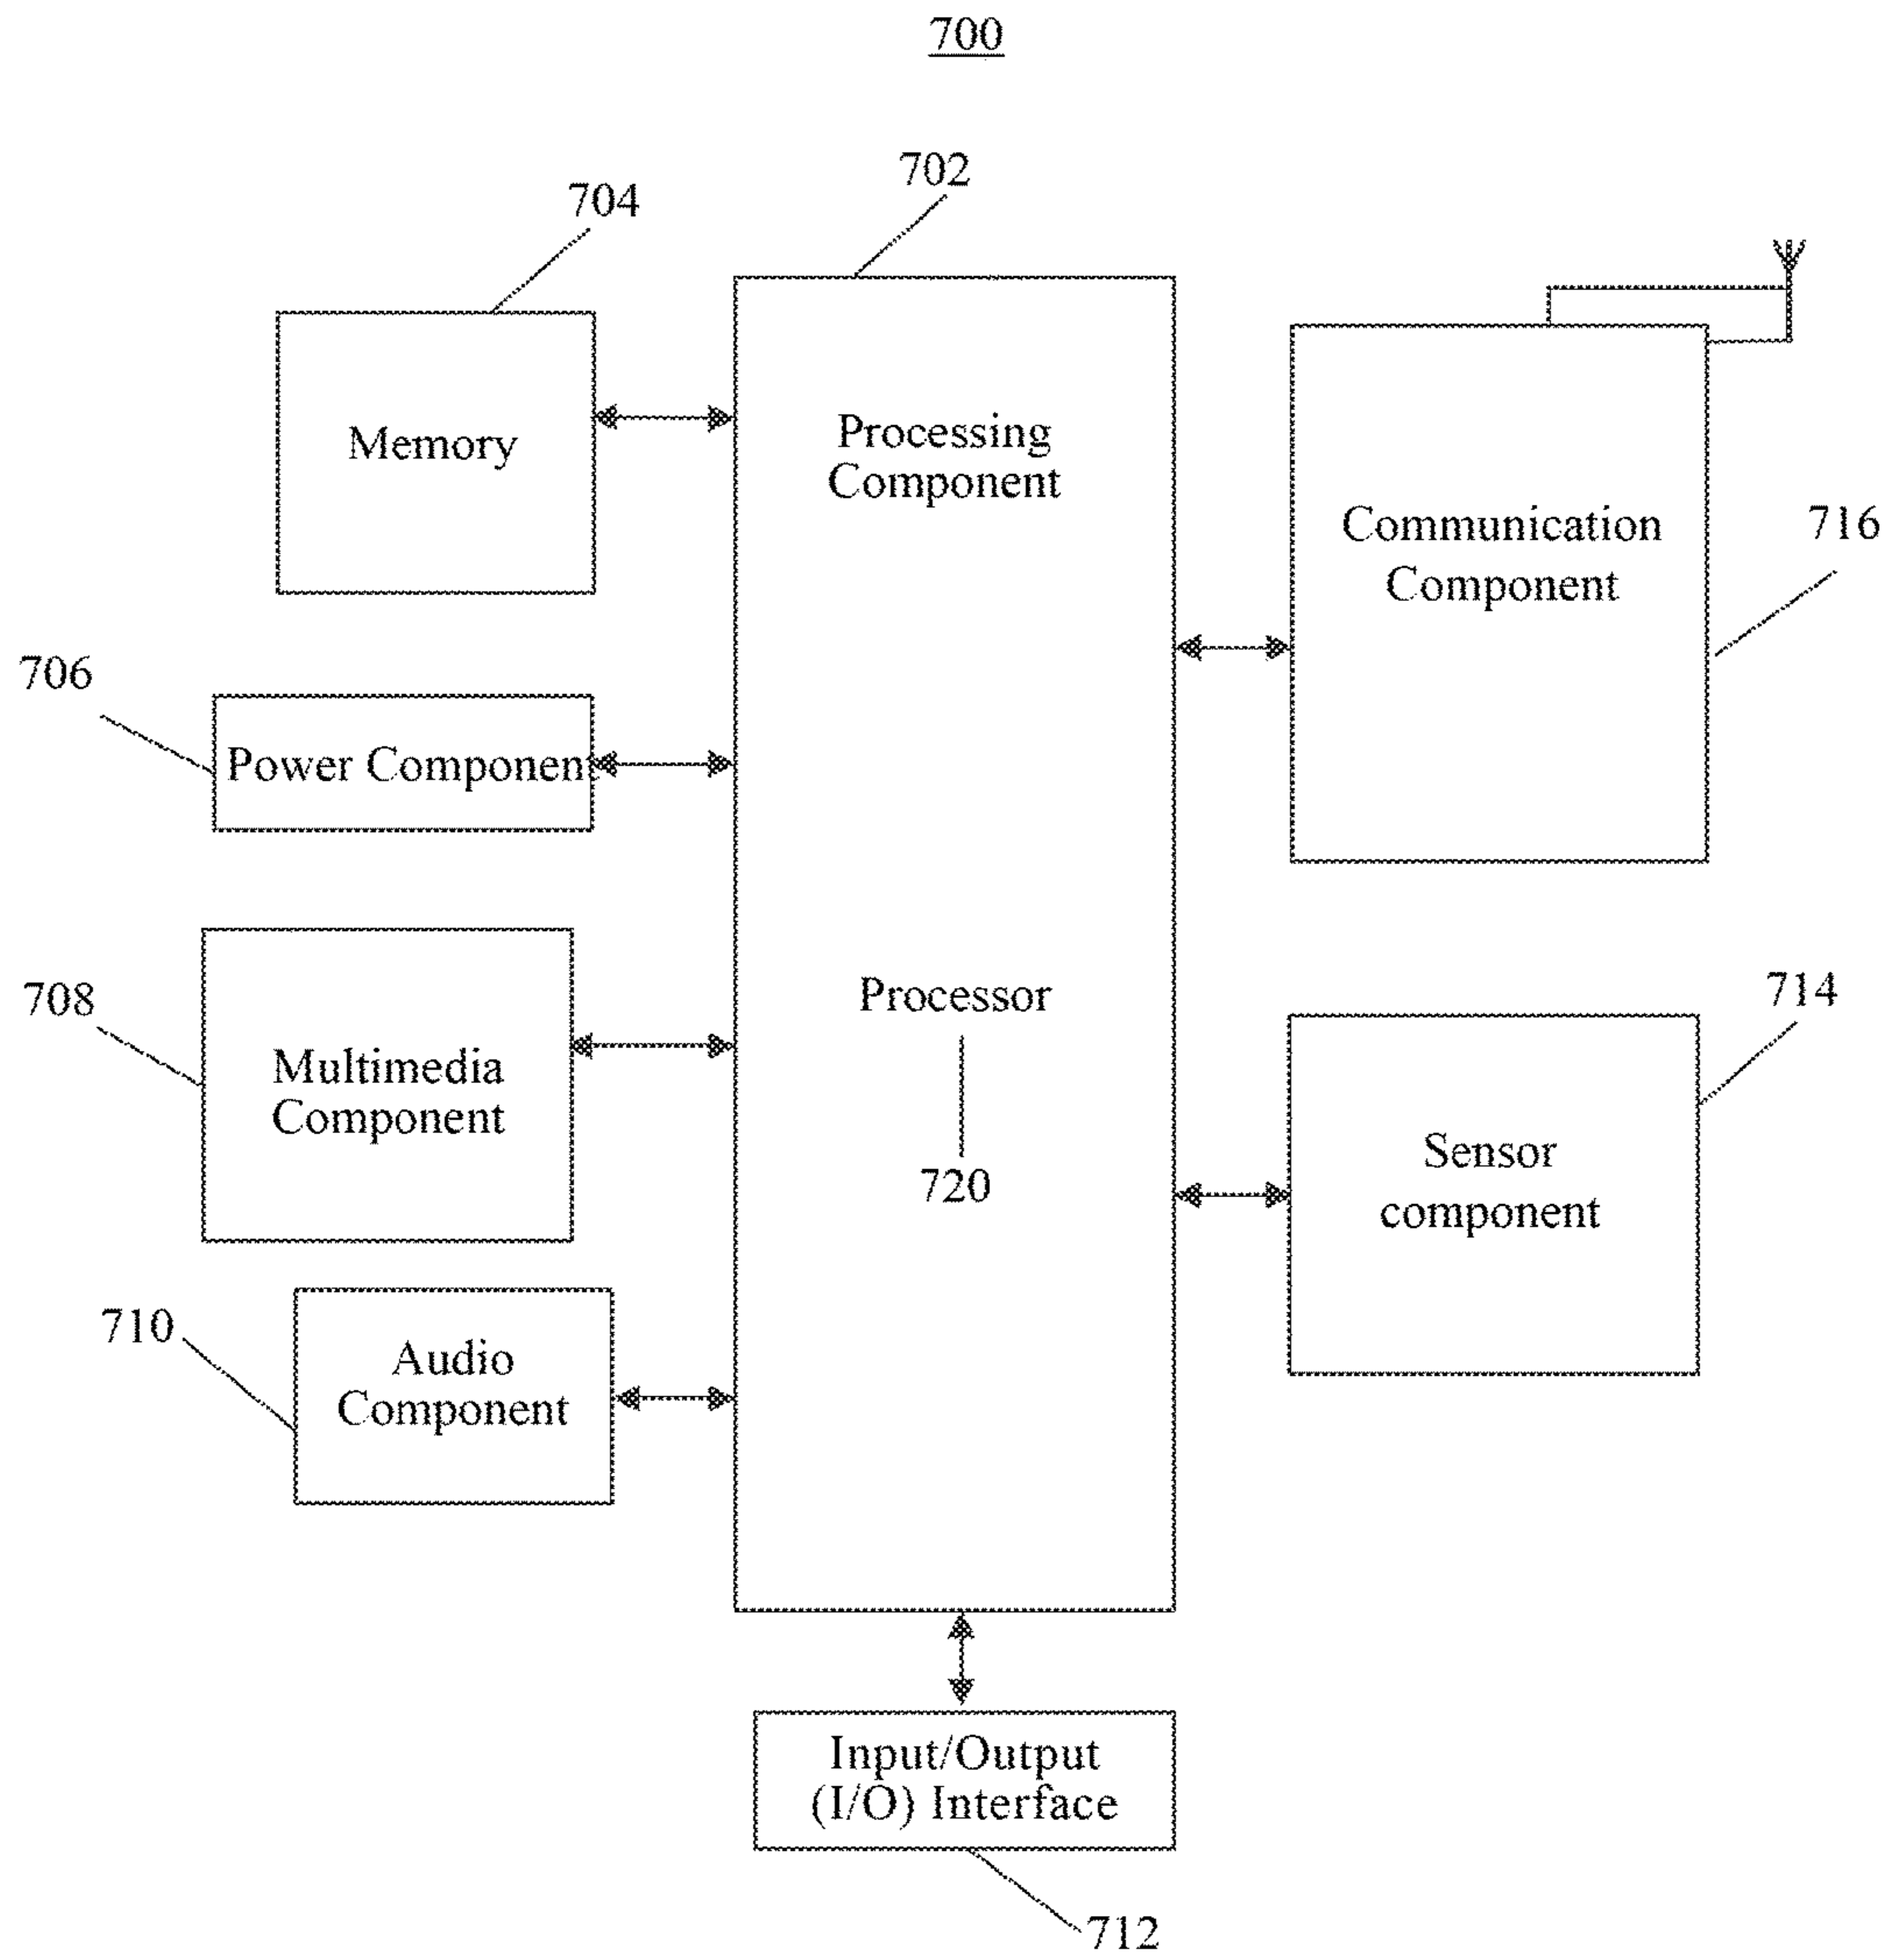 700
702
704
Memory
Processing
Component
Communication
Component
716
706
Power Componen
708
Multimedia
Component
Processor
720
714
Sensor
component
710
Audio
Component
Input/Output
(I/O) Interface
712